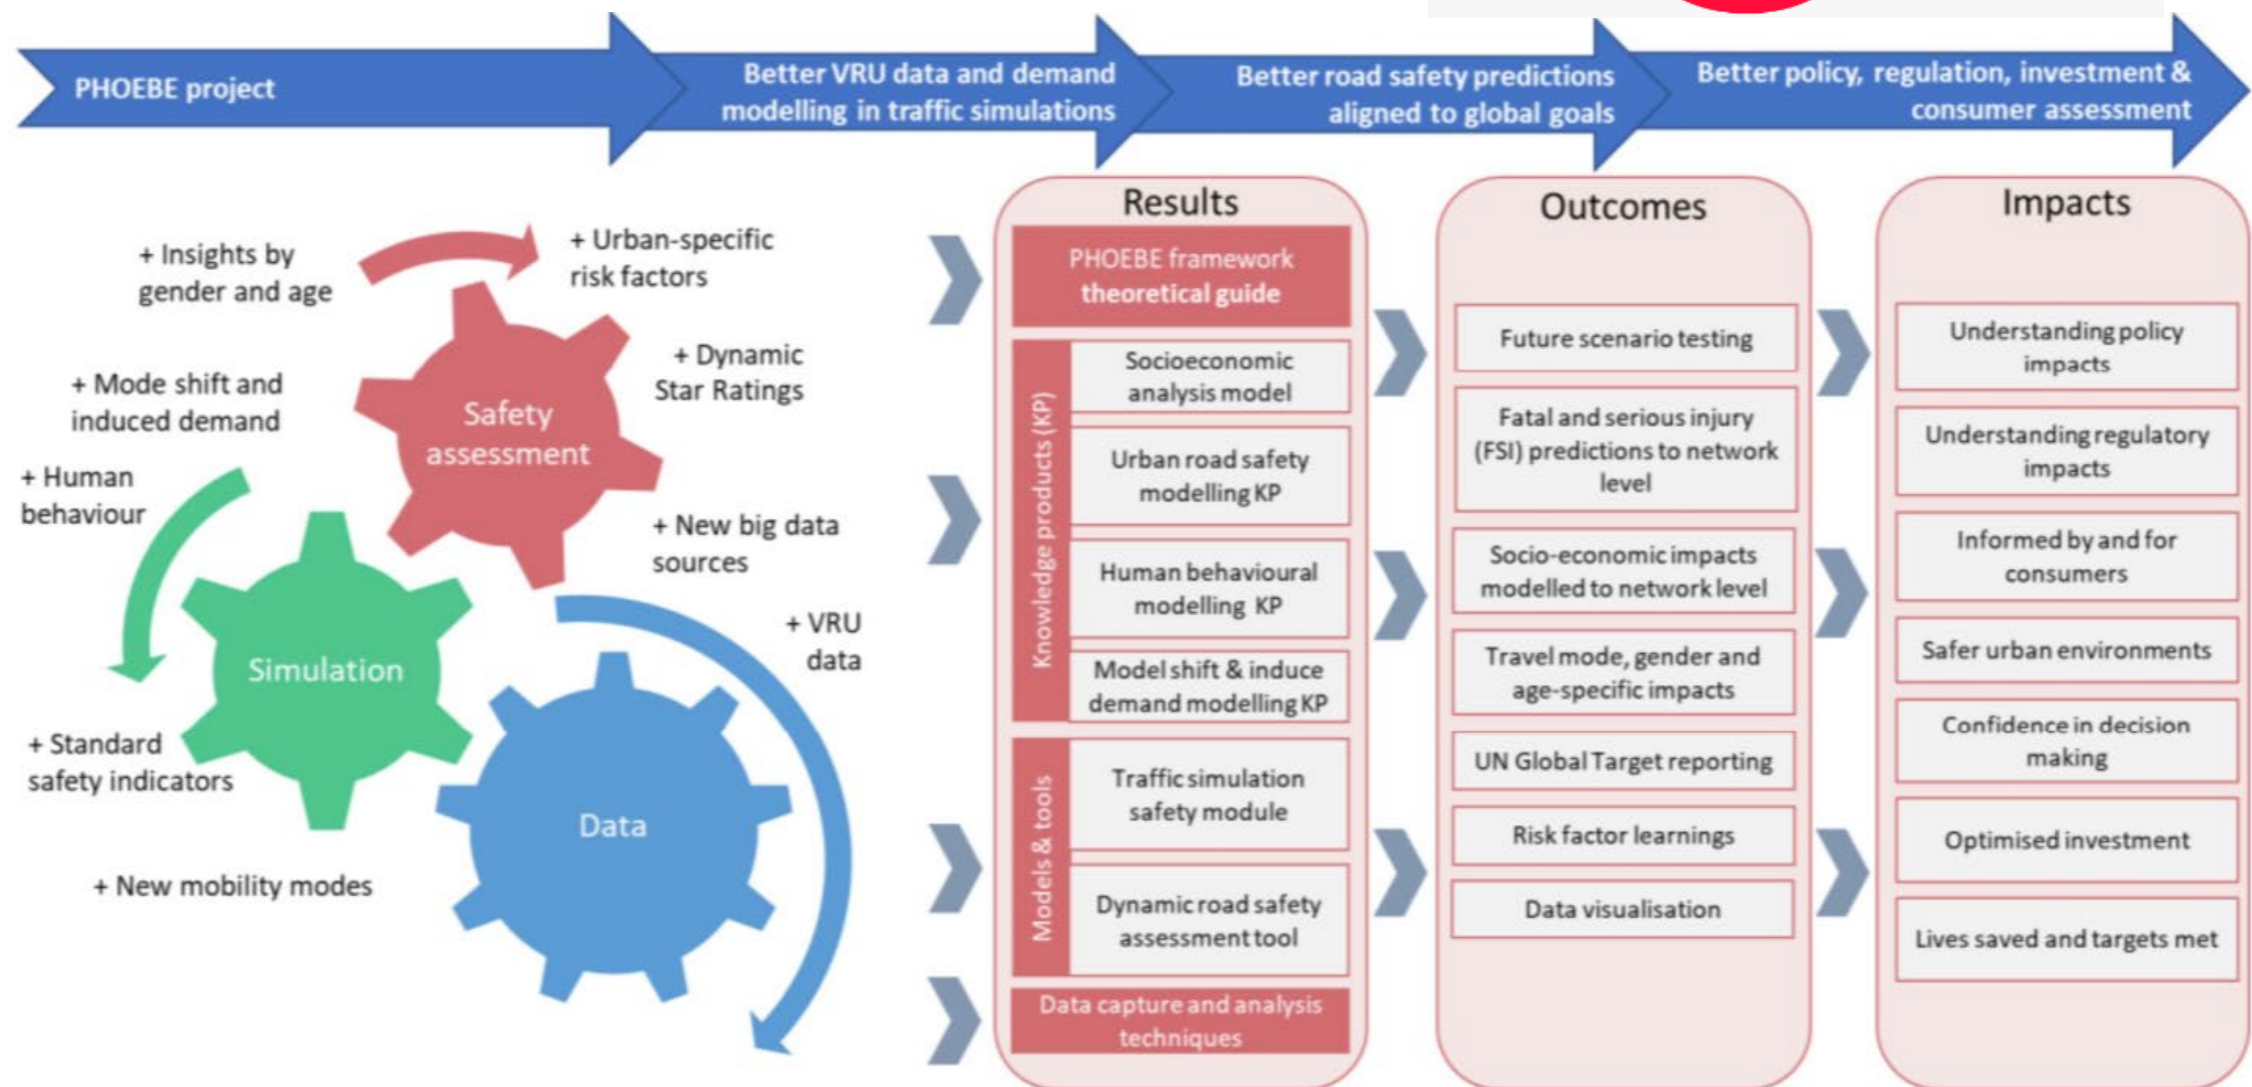 PHOEBE project
Better VRU data and demand
modelling in traffic simulations
Better road safety predictions
aligned to global goals
Better policy, regulation, investment &
consumer assessment
+ Insights by
gender and age
+ Urban-specific
risk factors
+ Dynamic
Star Ratings
+ Mode shift and
induced demand
Safety
assessment
+ Human
behaviour
+ New big data
sources
+ VRU
data
Simulation
+ Standard
safety indicators
Data
+ New mobility modes
Results
PHOEBE framework
theoretical guide
Knowledge products (KP)
Socioeconomic
analysis model
Urban road safety
modelling KP
Human behavioural
modelling KP
Model shift & induce
demand modelling KP
Models & tools
Traffic simulation
safety module
Dynamic road safety
assessment tool
Data capture and analysis
techniques
Outcomes
Future scenario testing
Fatal and serious injury
(FSI) predictions to network
level
Socio-economic impacts
modelled to network level
Travel mode, gender and
age-specific impacts
UN Global Target reporting
Risk factor learnings
Data visualisation
Impacts
Understanding policy
impacts
Understanding regulatory
impacts
Informed by and for
consumers
Safer urban environments
Confidence in decision
making
Optimised investment
Lives saved and targets met